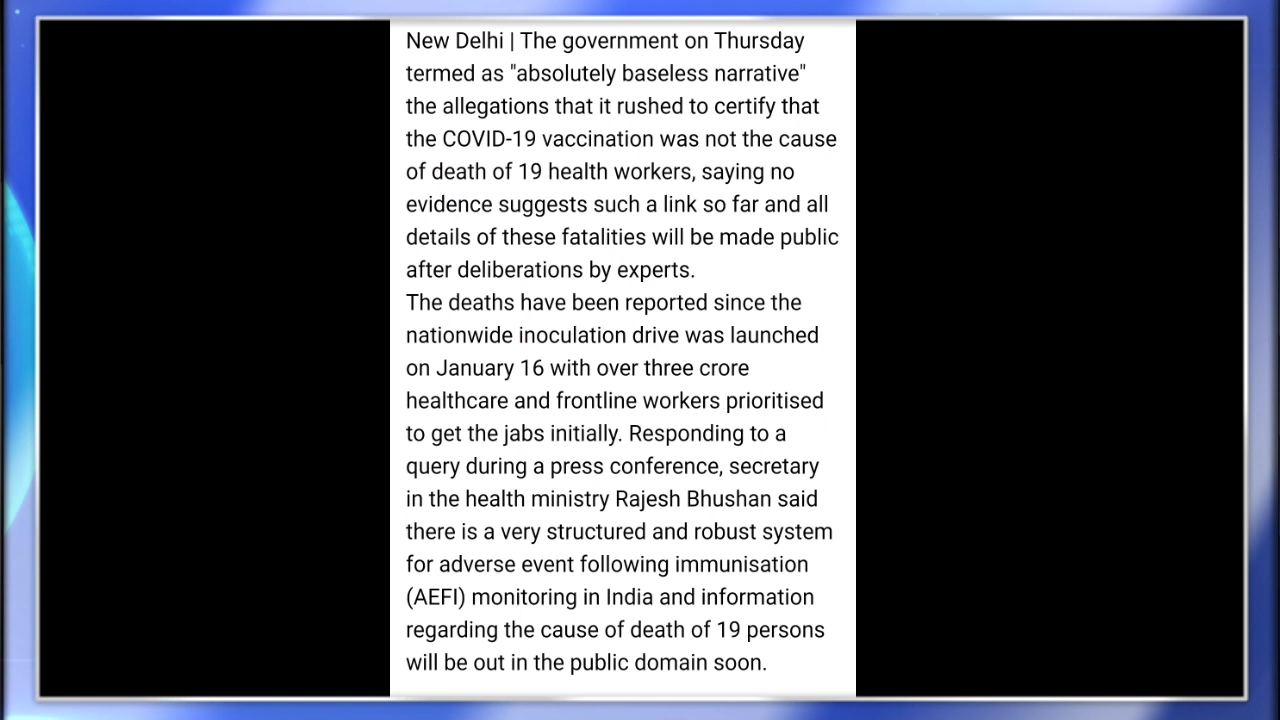 New Delhi | The government on Thursday
termed as "absolutely baseless narrative"
the allegations that it rushed to certify that
the COVID-19 vaccination was not the cause
of death of 19 health workers, saying no
evidence suggests such a link so far and all
details of these fatalities will be made public
after deliberations by experts.
The deaths have been reported since the
nationwide inoculation drive was launched
on January 16 with over three crore
healthcare and frontline workers prioritised
to get the jabs initially. Responding to a
query during a press conference, secretary
in the health ministry Rajesh Bhushan said
there is a very structured and robust system
for adverse event following immunisation
(AEFI) monitoring in India and information
regarding the cause of death of 19 persons
will be out in the public domain soon.